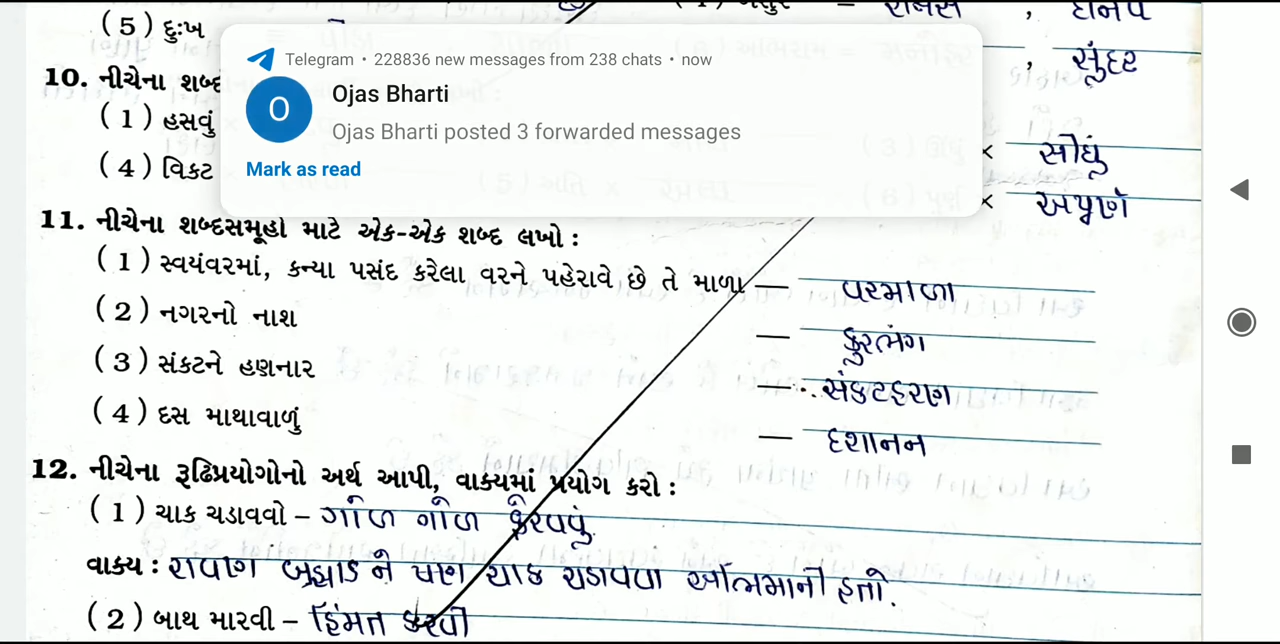 (5) દુઃખ
, સુંદર
10. નીચેના શબ્દ
(1) હસવું
× સીધું
(4) વિકટ
× અપૂર્ણ
Telegram • 228836 new messages from 238 chats • now
O
Ojas Bharti
Ojas Bharti posted 3 forwarded messages
Mark as read
11. નીચેના શબ્દસમૂહો માટે એક-એક શબ્દ લખો :
(1) સ્વયંવરમાં, કન્યા પસંદ કરેલા વરને પહેરાવે છે તે માળા — વરમાળા
(2) નગરનો નાશ —
(3) સંકટને હણનાર — સંકટહરણ
(4) દસ માથાવાળું — દશાનન
12. નીચેના રૂઢિપ્રયોગોનો અર્થ આપી, વાક્યમાં પ્રયોગ કરો :
(1) ચાક ચડાવવો – ગોળ ગોળ ફેરવવું.
વાક્ય : રાવણ બ્રહ્માંડ ને પણ ચાક ચડાવવા હતો.
(2) બાથ મારવી – હિંમત કરવી